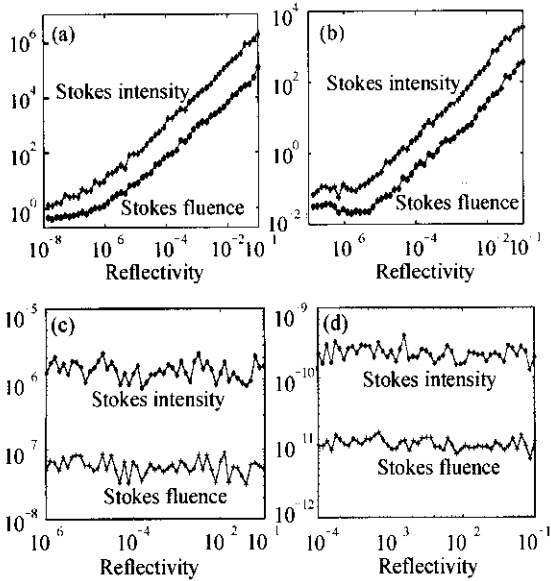 (a)
10^6
10^4
10^2
10^0
Stokes intensity
Stokes fluence
10^-8 10^-6 10^-4 10^-2 10^-1
Reflectivity
(b)
10^4
10^2
10^0
10^-2
Stokes intensity
Stokes fluence
10^6 10^-4 10^-2 10^-1
Reflectivity
(c)
10^-5
10^6
10^-7
10^-8
Stokes intensity
Stokes fluence
10^6 10^-4 10^2 10^-1
Reflectivity
(d)
10^-9
10^-10
10^-11
10^-12
Stokes intensity
Stokes fluence
10^-4 10^3 10^2 10^-1
Reflectivity